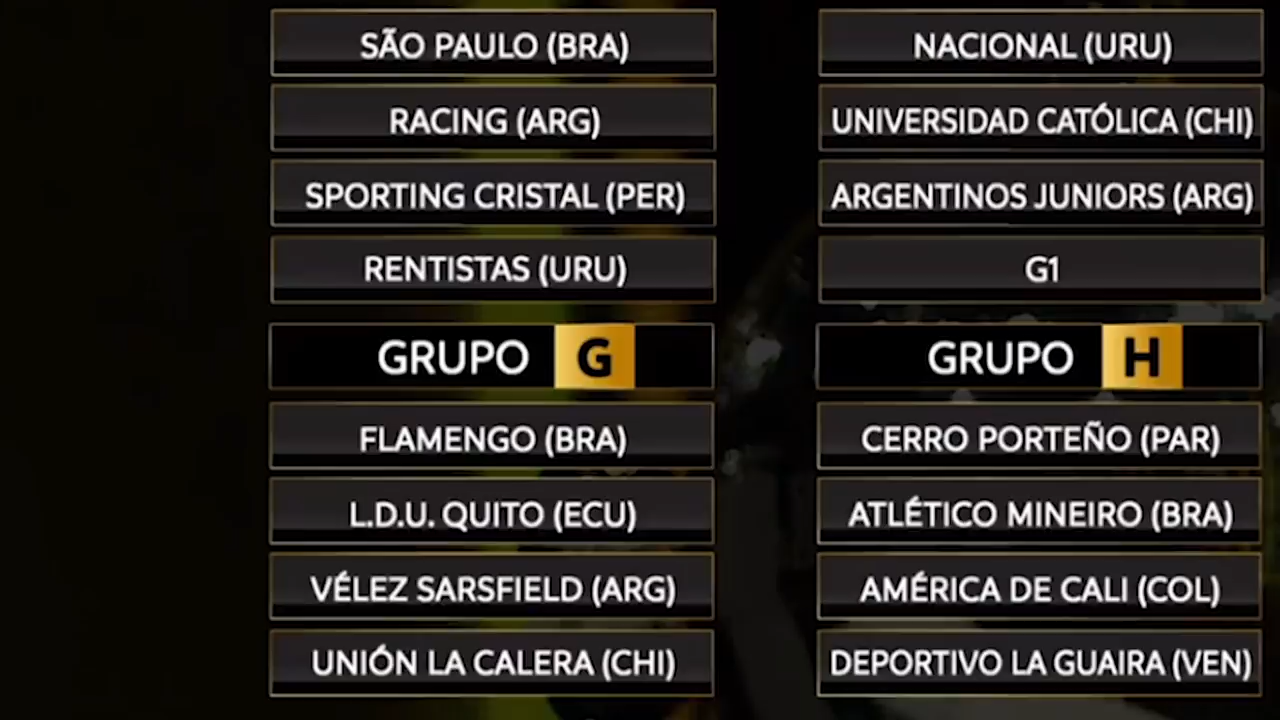 SÃO PAULO (BRA)
RACING (ARG)
SPORTING CRISTAL (PER)
RENTISTAS (URU)
NACIONAL (URU)
UNIVERSIDAD CATÓLICA (CHI)
ARGENTINOS JUNIORS (ARG)
G1
GRUPO G
FLAMENGO (BRA)
L.D.U. QUITO (ECU)
VÉLEZ SARSFIELD (ARG)
UNIÓN LA CALERA (CHI)
GRUPO H
CERRO PORTEÑO (PAR)
ATLÉTICO MINEIRO (BRA)
AMÉRICA DE CALI (COL)
DEPORTIVO LA GUAIRA (VEN)